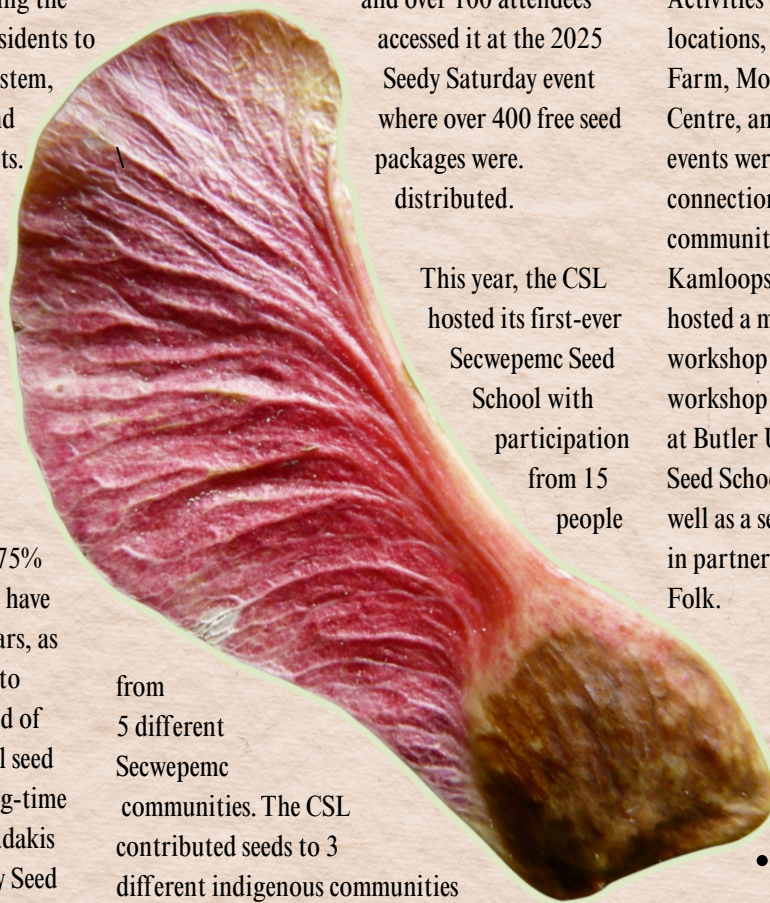 ing the
sidents to
stem,
nd
ts.
\
75%
have
ars, as
to
d of
l seed
g-time
dakis
y Seed
and over 100 attendees
accessed it at the 2025
Seedy Saturday event
where over 400 free seed
packages were.
distributed.
This year, the CSL
hosted its first-ever
Secwepemc Seed
School with
participation
from 15
people
from
5 different
Secwepemc
communities. The CSL
contributed seeds to 3
different indigenous communities
Activities
locations,
Farm, Mo
Centre, an
events wer
connection
communit
Kamloops
hosted a m
workshop
workshop
at Butler U
Seed Schoo
well as a se
in partner
Folk.
•